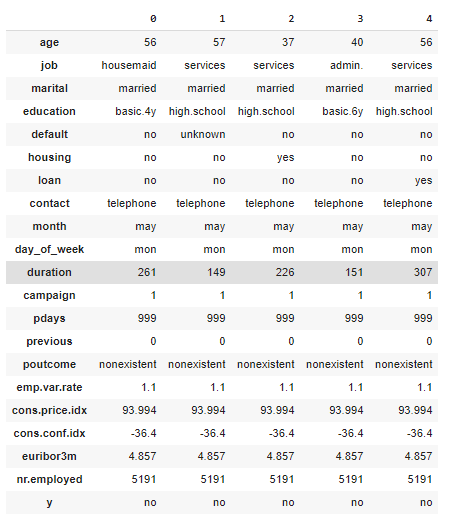 0 1 2 3 4
age 56 57 37 40 56
job housemaid services services admin. services
marital married married married married married
education basic.4y high.school high.school basic.6y high.school
default no unknown no no no
housing no no yes no no
loan no no no no yes
contact telephone telephone telephone telephone telephone
month may may may may may
day_of_week mon mon mon mon mon
duration 261 149 226 151 307
campaign 1 1 1 1 1
pdays 999 999 999 999 999
previous 0 0 0 0 0
poutcome nonexistent nonexistent nonexistent nonexistent nonexistent
emp.var.rate 1.1 1.1 1.1 1.1 1.1
cons.price.idx 93.994 93.994 93.994 93.994 93.994
cons.conf.idx -36.4 -36.4 -36.4 -36.4 -36.4
euribor3m 4.857 4.857 4.857 4.857 4.857
nr.employed 5191 5191 5191 5191 5191
y no no no no no